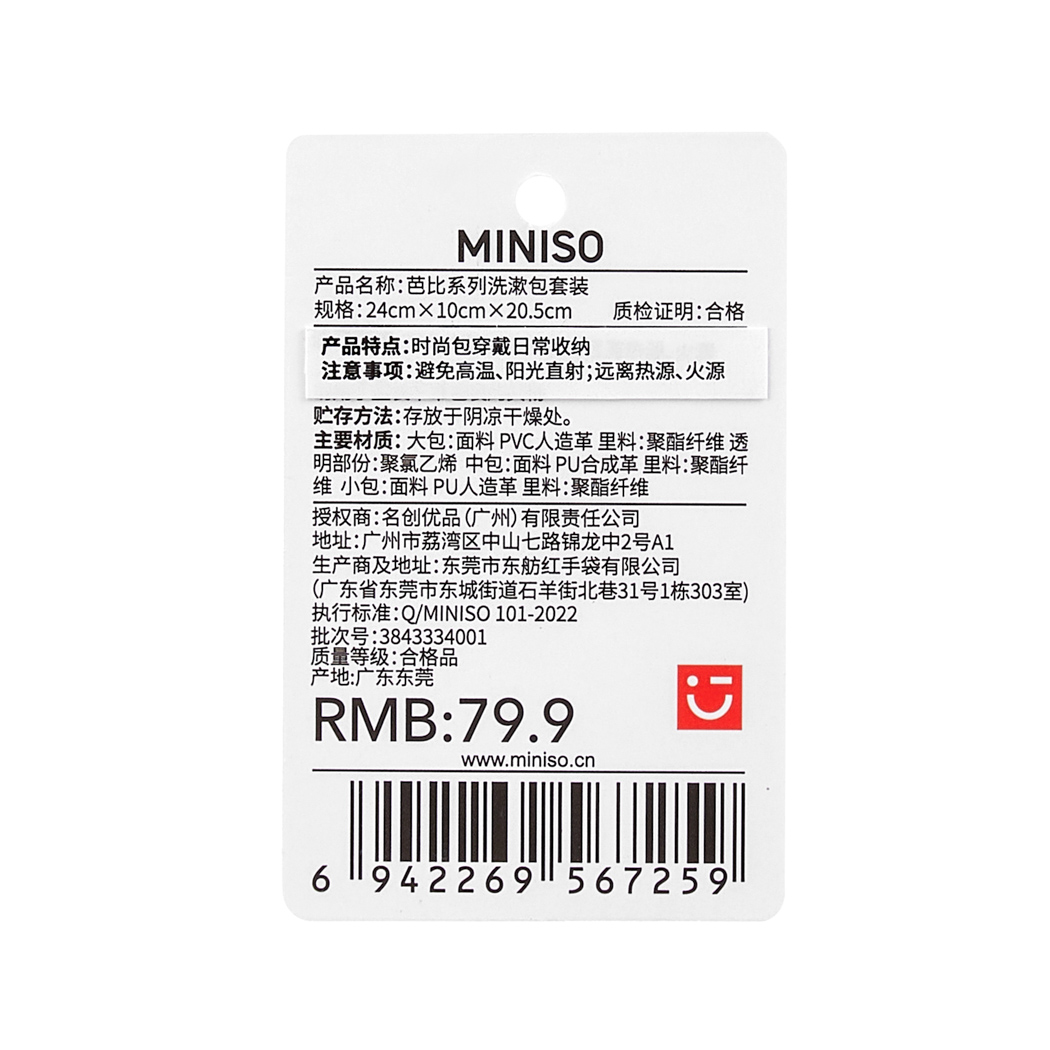 MINISO
产品名称:芭比系列洗漱包套装
规格:24cm×10cm×20.5cm 质检证明:合格
产品特点:时尚包穿戴日常收纳
注意事项:避免高温、阳光直射;远离热源、火源
贮存方法:存放于阴凉干燥处。
主要材质:大包:面料 PVC人造革 里料:聚酯纤维 透
明部份:聚氯乙烯 中包:面料 PU合成革 里料:聚酯纤
维 小包:面料 PU人造革 里料:聚酯纤维
授权商:名创优品(广州)有限责任公司
地址:广州市荔湾区中山七路锦龙中2号A1
生产商及地址:东莞市东舫红手袋有限公司
(广东省东莞市东城街道石羊街北巷31号1栋303室)
执行标准:Q/MINISO 101-2022
批次号:3843334001
质量等级:合格品
产地:广东东莞
RMB:79.9
www.miniso.cn
6 942269 567259